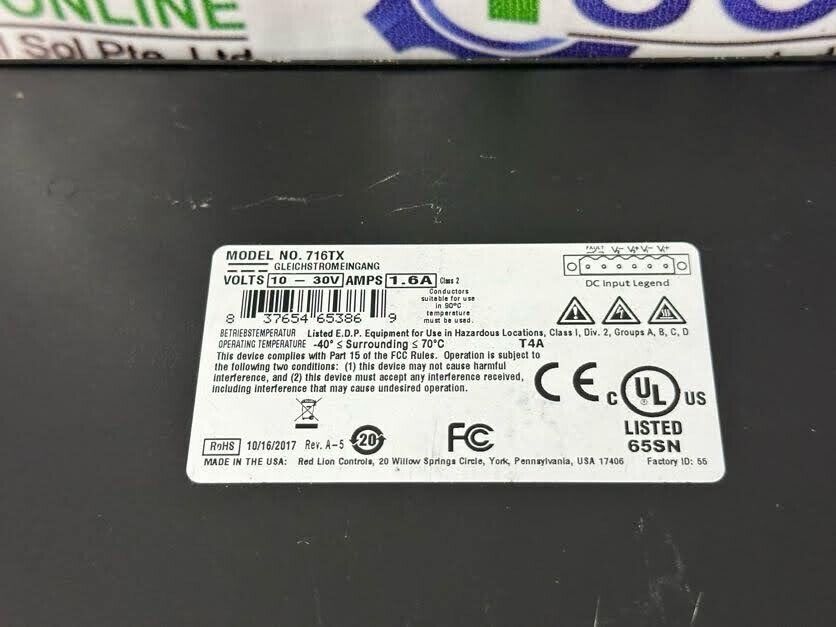 ONLINE
l Sol Pte. Ltd
MODEL NO. 716TX
GLEICHSTROMEINGANG
VOLTS 10 – 30V AMPS 1.6A Class 2
Conductors
suitable for use
in 90°C
temperature
must be used.
8 37654 65386 9
FAULT V2- V2+ V1- V1+
DC Input Legend
BETRIEBSTEMPERATUR Listed E.D.P. Equipment for Use in Hazardous Locations, Class I, Div. 2, Groups A, B, C, D
OPERATING TEMPERATURE -40° ≤ Surrounding ≤ 70°C T4A
This device complies with Part 15 of the FCC Rules. Operation is subject to
the following two conditions: (1) this device may not cause harmful
interference, and (2) this device must accept any interference received,
including interference that may cause undesired operation.
CE
C UL US
LISTED
65SN
RoHS 10/16/2017 Rev. A-5 20 FC
MADE IN THE USA: Red Lion Controls, 20 Willow Springs Circle, York, Pennsylvania, USA 17406 Factory ID: 55